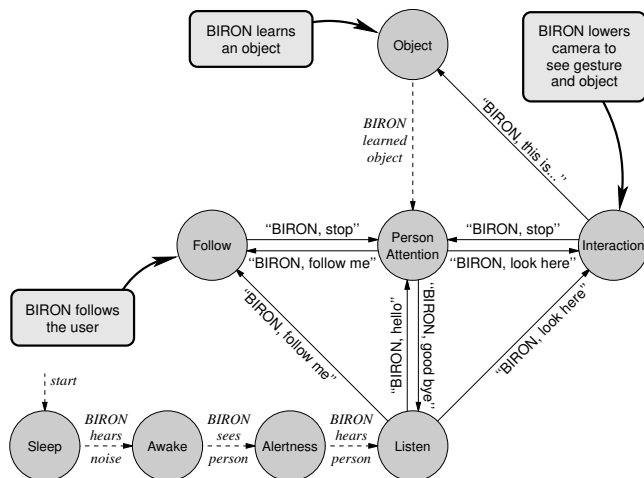 BIRON learns
an object
Object
BIRON lowers
camera to
see gesture
and object
BIRON
learned
object
“BIRON, this is...”
Follow
“BIRON, stop”
“BIRON, follow me”
Person
Attention
“BIRON, stop”
“BIRON, look here”
Interaction
BIRON follows
the user
“BIRON, follow me”
“BIRON, hello”
“BIRON, good bye”
“BIRON, look here”
start
Sleep
BIRON
hears
noise
Awake
BIRON
sees
person
Alertness
BIRON
hears
person
Listen